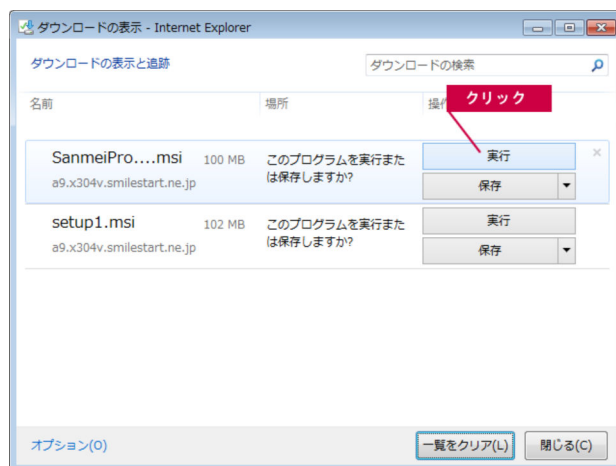 ダウンロードの表示 - Internet Explorer
ダウンロードの表示と追跡
ダウンロードの検索
名前
場所
クリック
SanmeiPro....msi 100 MB
a9.x304v.smilestart.ne.jp
このプログラムを実行また
は保存しますか?
実行
保存
setup1.msi 102 MB
a9.x304v.smilestart.ne.jp
このプログラムを実行また
は保存しますか?
実行
保存
オプション(O)
一覧をクリア(L)
閉じる(C)